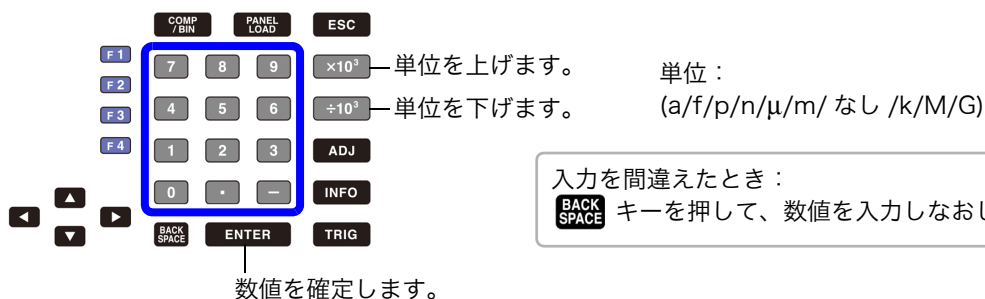 COMP /BIN
PANEL LOAD
ESC
F1
7 8 9 ×10³ 単位を上げます。
単位：
F2
F3
4 5 6 ÷10³ 単位を下げます。
(a/f/p/n/μ/m/ なし /k/M/G)
F4
1 2 3 ADJ
入力を間違えたとき：
0 . − INFO
BACK SPACE キーを押して、数値を入力しなおし
BACK SPACE
ENTER
TRIG
数値を確定します。